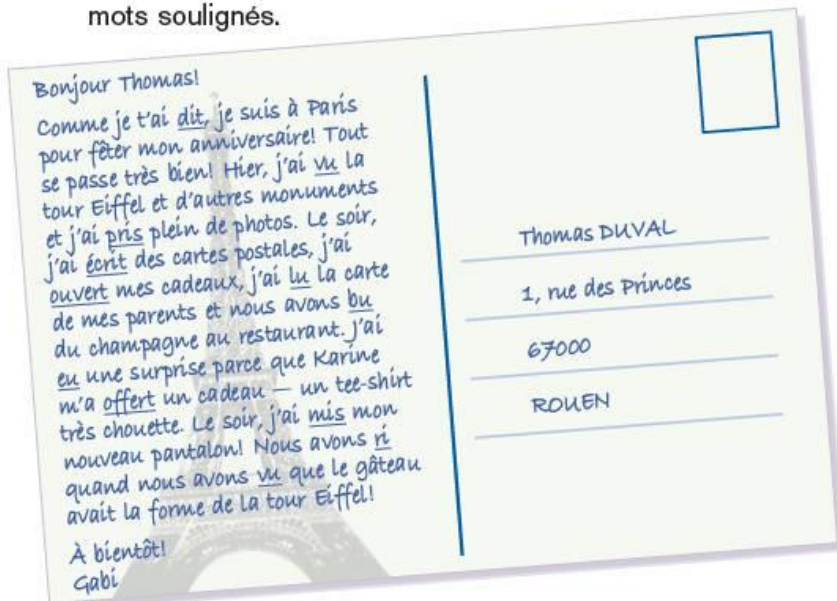 mots soulignés.
Bonjour Thomas!
Comme je t'ai dit, je suis à Paris
pour fêter mon anniversaire! Tout
se passe très bien! Hier, j'ai vu la
tour Eiffel et d'autres monuments
et j'ai pris plein de photos. Le soir,
j'ai écrit des cartes postales, j'ai
ouvert mes cadeaux, j'ai lu la carte
de mes parents et nous avons bu
du champagne au restaurant. J'ai
eu une surprise parce que Karine
m'a offert un cadeau — un tee-shirt
très chouette. Le soir, j'ai mis mon
nouveau pantalon! Nous avons ri
quand nous avons vu que le gâteau
avait la forme de la tour Eiffel!
À bientôt!
Gabi
Thomas DUVAL
1, rue des Princes
67000
ROUEN